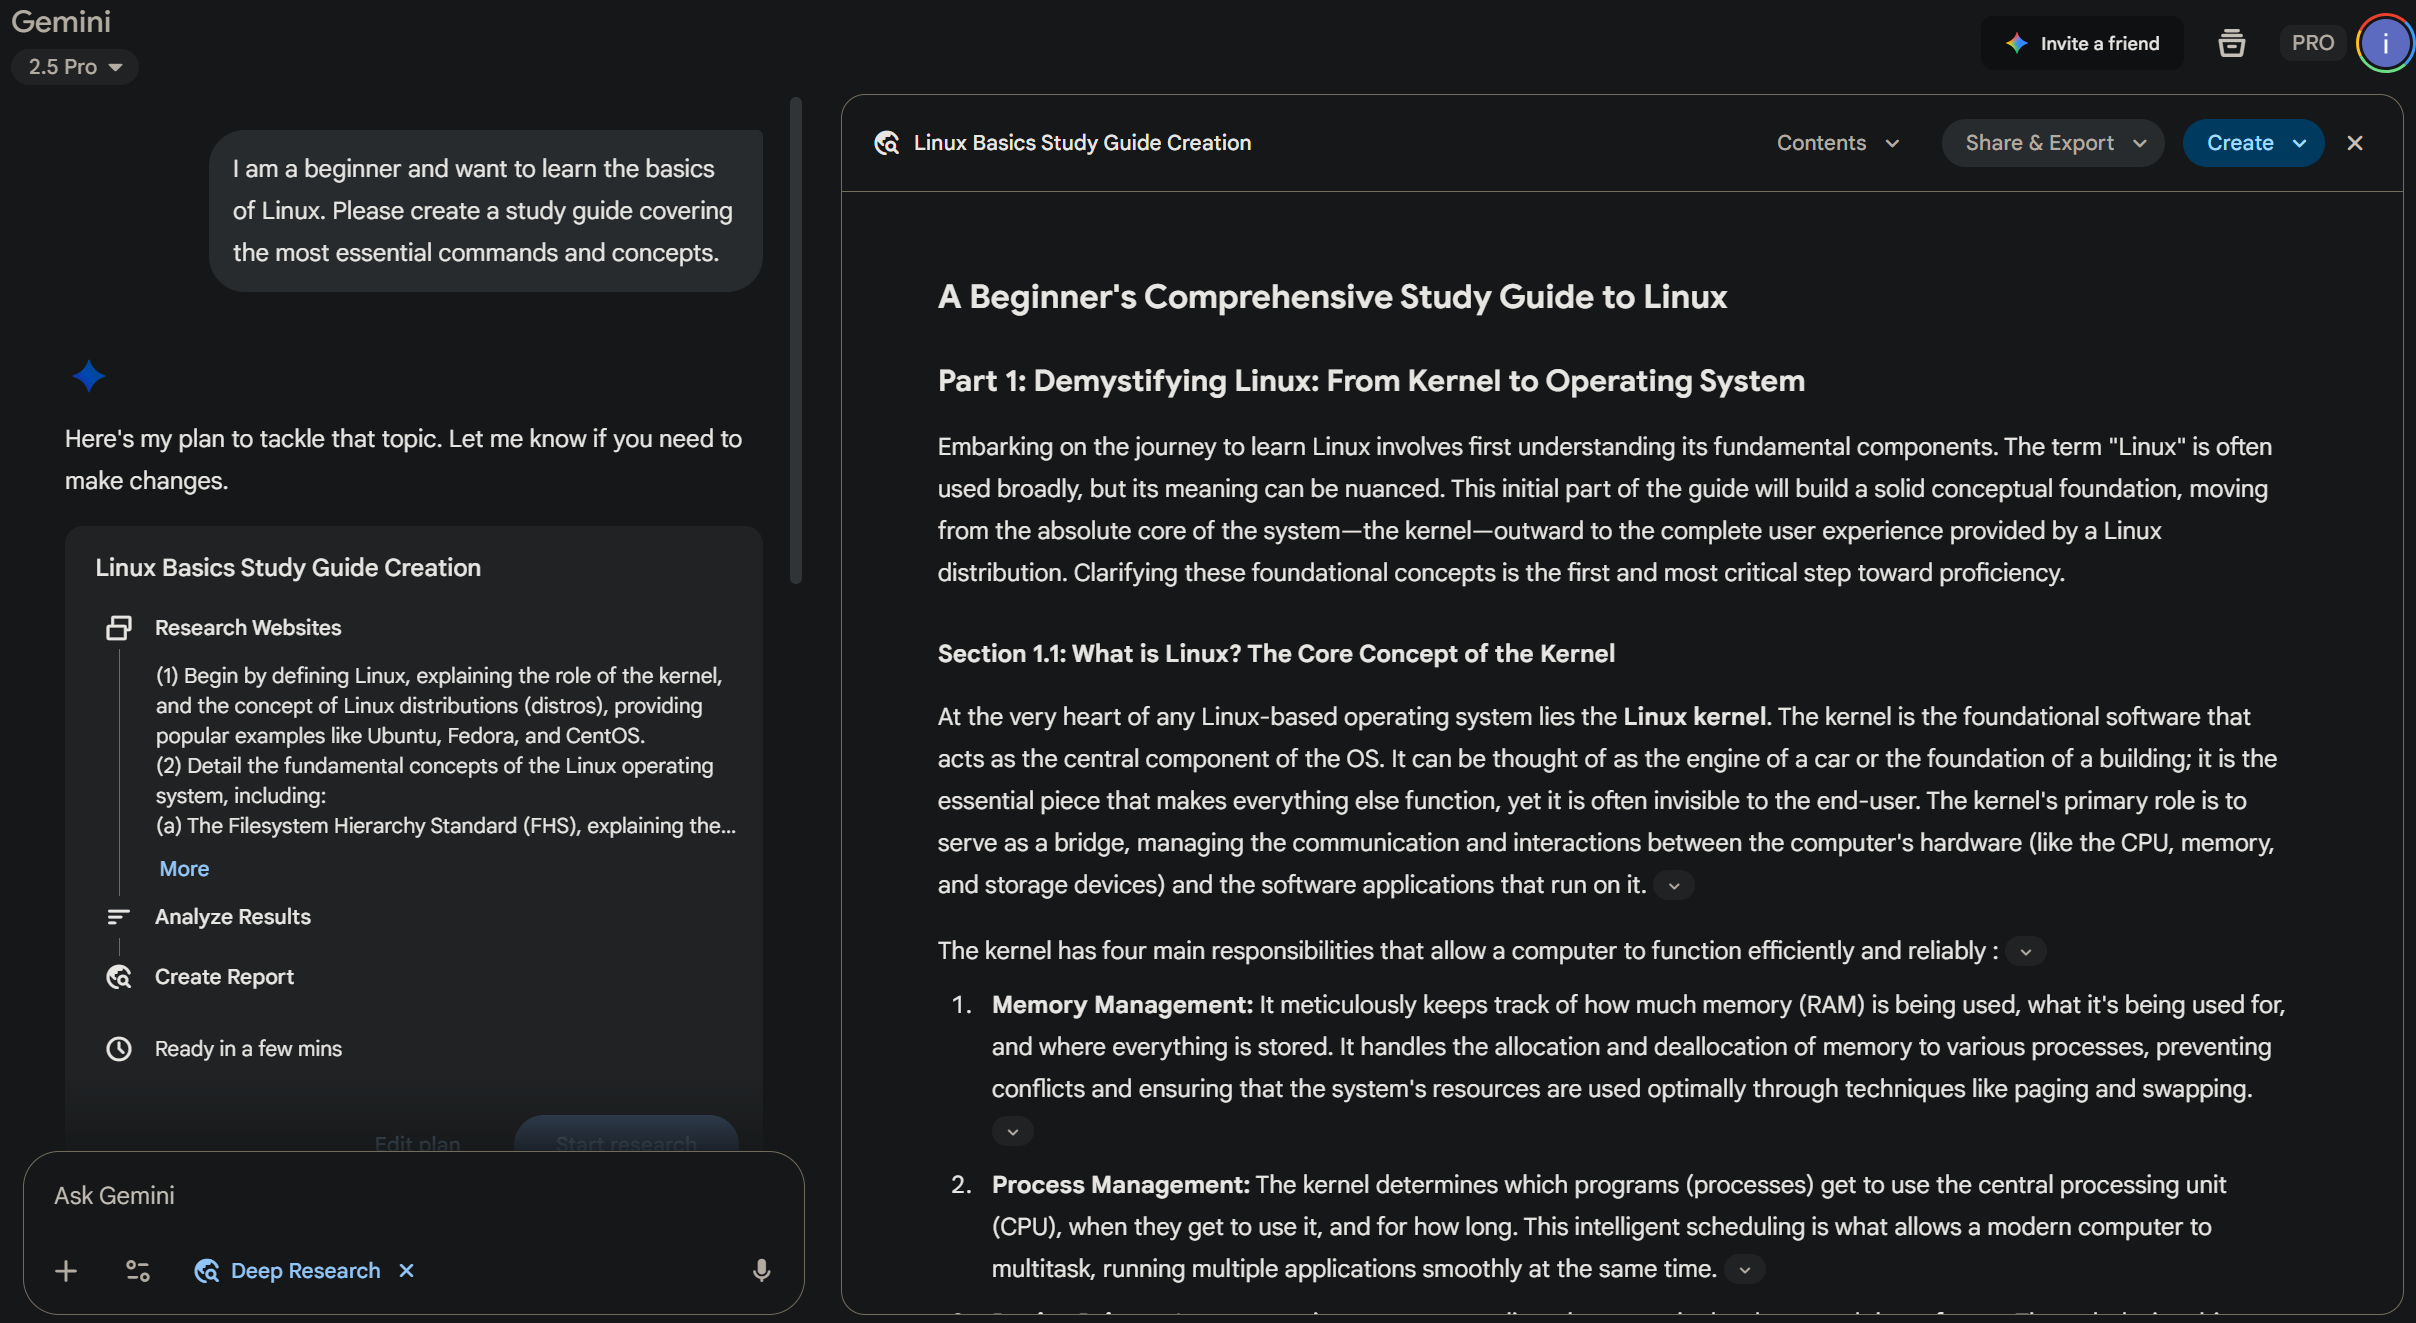 Gemini
2.5 Pro
Invite a friend
PRO
i
I am a beginner and want to learn the basics
of Linux. Please create a study guide covering
the most essential commands and concepts.
Here's my plan to tackle that topic. Let me know if you need to
make changes.
Linux Basics Study Guide Creation
Research Websites
(1) Begin by defining Linux, explaining the role of the kernel,
and the concept of Linux distributions (distros), providing
popular examples like Ubuntu, Fedora, and CentOS.
(2) Detail the fundamental concepts of the Linux operating
system, including:
(a) The Filesystem Hierarchy Standard (FHS), explaining the...
More
Analyze Results
Create Report
Ready in a few mins
Edit plan
Start research
Ask Gemini
Deep Research
Linux Basics Study Guide Creation
Contents
Share & Export
Create
A Beginner's Comprehensive Study Guide to Linux
Part 1: Demystifying Linux: From Kernel to Operating System
Embarking on the journey to learn Linux involves first understanding its fundamental components. The term "Linux" is often
used broadly, but its meaning can be nuanced. This initial part of the guide will build a solid conceptual foundation, moving
from the absolute core of the system—the kernel—outward to the complete user experience provided by a Linux
distribution. Clarifying these foundational concepts is the first and most critical step toward proficiency.
Section 1.1: What is Linux? The Core Concept of the Kernel
At the very heart of any Linux-based operating system lies the Linux kernel. The kernel is the foundational software that
acts as the central component of the OS. It can be thought of as the engine of a car or the foundation of a building; it is the
essential piece that makes everything else function, yet it is often invisible to the end-user. The kernel's primary role is to
serve as a bridge, managing the communication and interactions between the computer's hardware (like the CPU, memory,
and storage devices) and the software applications that run on it.
The kernel has four main responsibilities that allow a computer to function efficiently and reliably :
1. Memory Management: It meticulously keeps track of how much memory (RAM) is being used, what it's being used for,
and where everything is stored. It handles the allocation and deallocation of memory to various processes, preventing
conflicts and ensuring that the system's resources are used optimally through techniques like paging and swapping.
2. Process Management: The kernel determines which programs (processes) get to use the central processing unit
(CPU), when they get to use it, and for how long. This intelligent scheduling is what allows a modern computer to
multitask, running multiple applications smoothly at the same time.